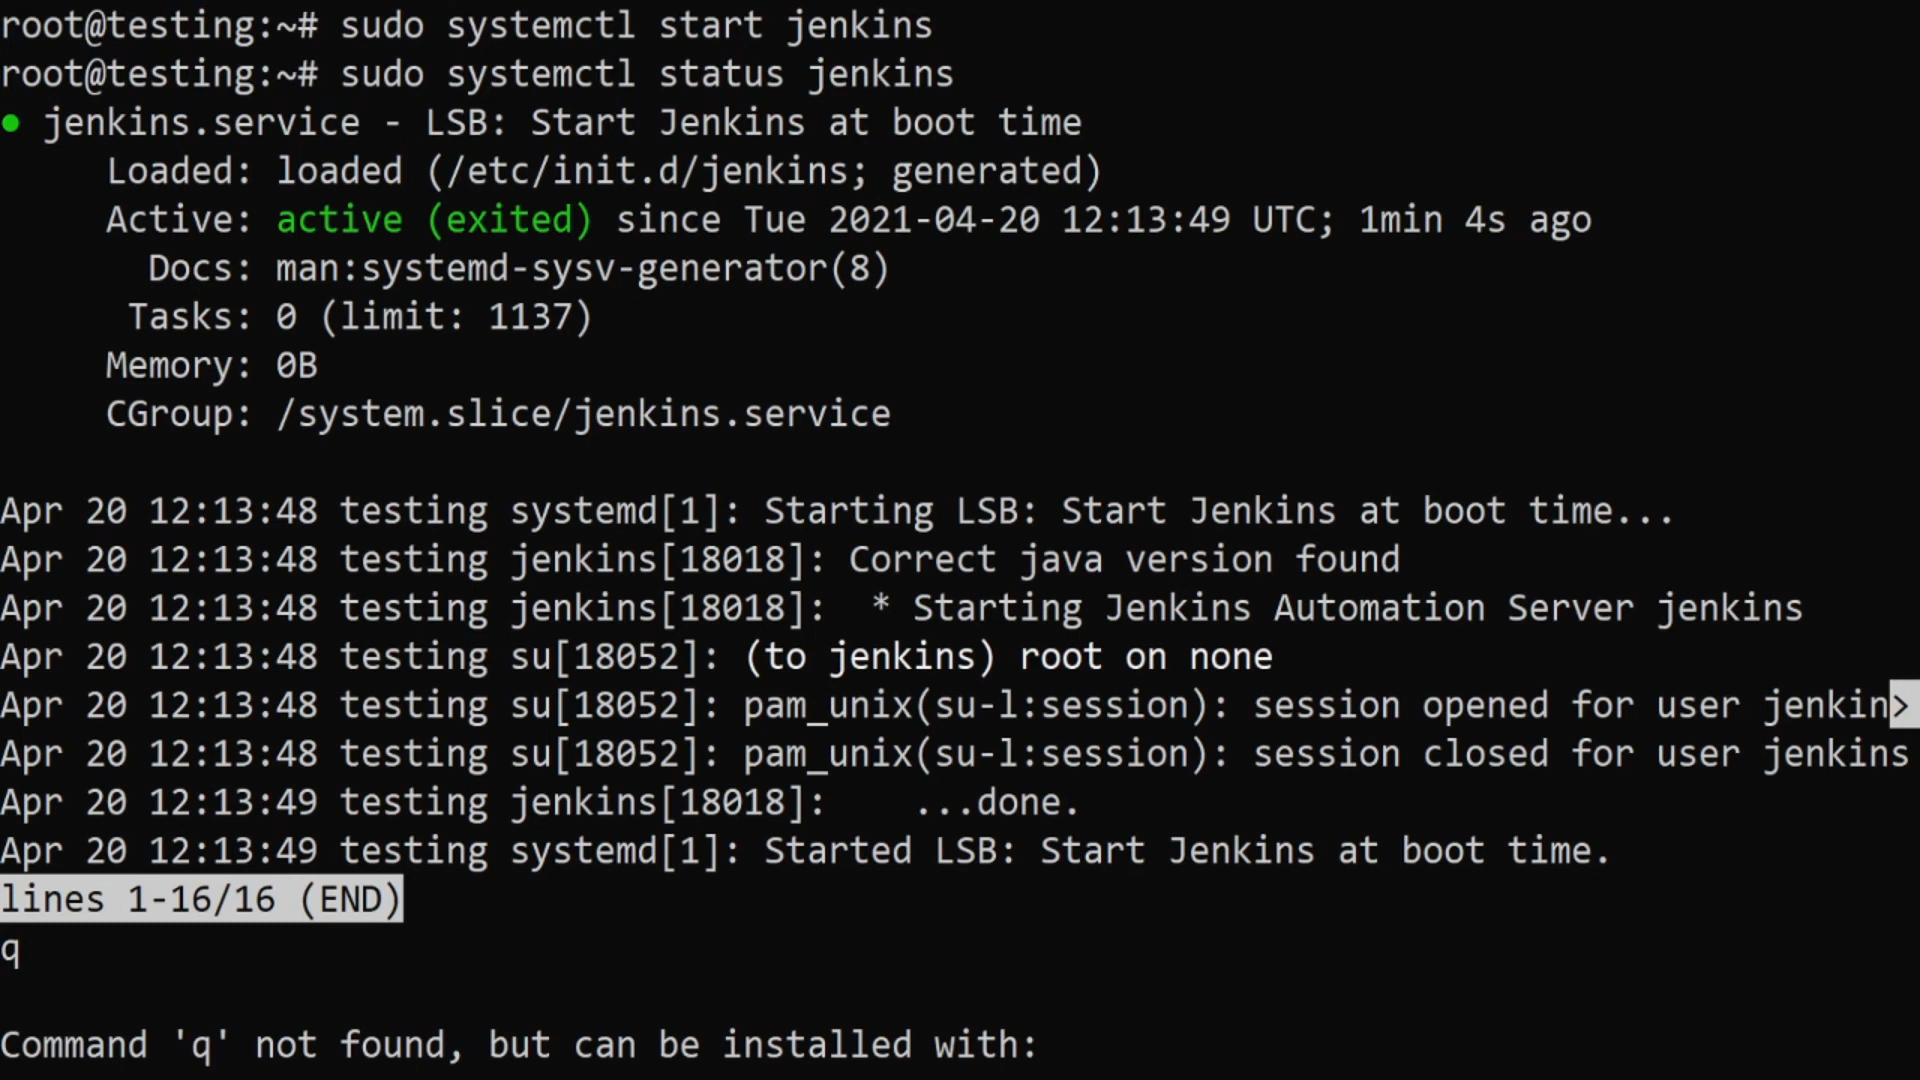 root@testing:~# sudo systemctl start jenkins
root@testing:~# sudo systemctl status jenkins
● jenkins.service - LSB: Start Jenkins at boot time
     Loaded: loaded (/etc/init.d/jenkins; generated)
     Active: active (exited) since Tue 2021-04-20 12:13:49 UTC; 1min 4s ago
       Docs: man:systemd-sysv-generator(8)
      Tasks: 0 (limit: 1137)
     Memory: 0B
     CGroup: /system.slice/jenkins.service

Apr 20 12:13:48 testing systemd[1]: Starting LSB: Start Jenkins at boot time...
Apr 20 12:13:48 testing jenkins[18018]: Correct java version found
Apr 20 12:13:48 testing jenkins[18018]:  * Starting Jenkins Automation Server jenkins
Apr 20 12:13:48 testing su[18052]: (to jenkins) root on none
Apr 20 12:13:48 testing su[18052]: pam_unix(su-l:session): session opened for user jenkin>
Apr 20 12:13:48 testing su[18052]: pam_unix(su-l:session): session closed for user jenkins
Apr 20 12:13:49 testing jenkins[18018]:    ...done.
Apr 20 12:13:49 testing systemd[1]: Started LSB: Start Jenkins at boot time.
lines 1-16/16 (END)
q

Command 'q' not found, but can be installed with: